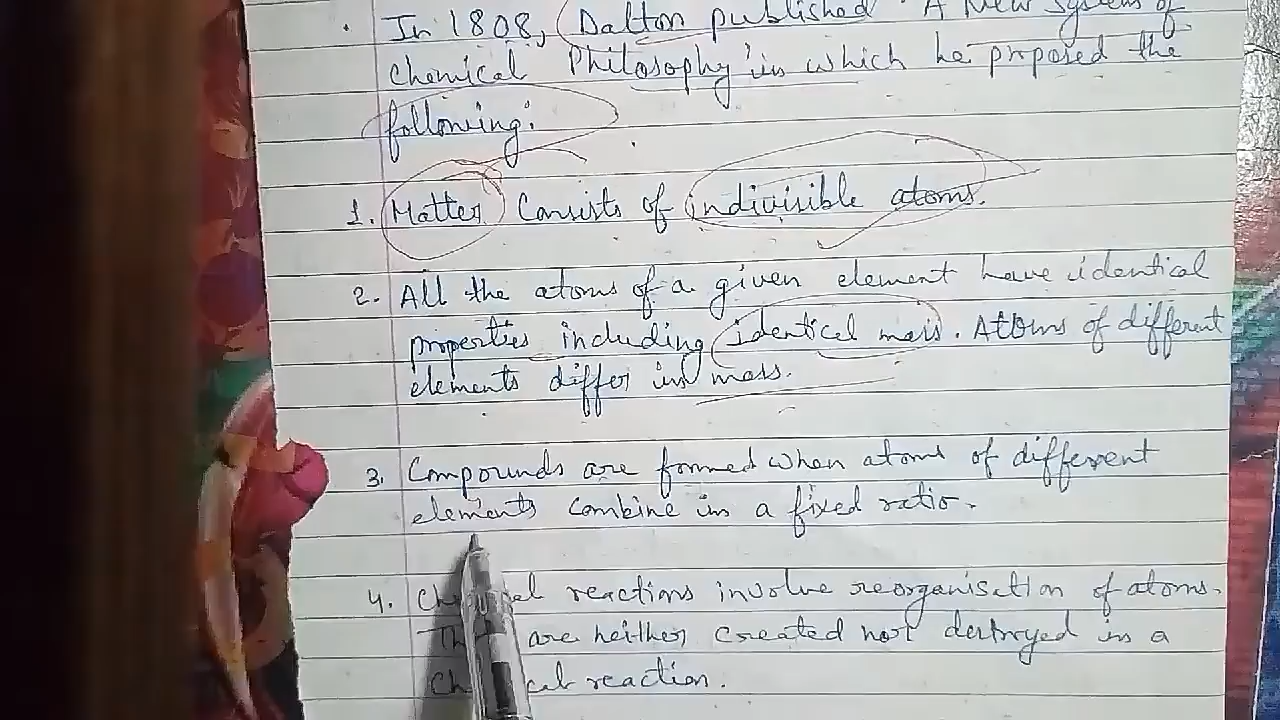 . In 1808, Dalton published 'A New System of
Chemical Philosophy' in which he proposed the
following:
1. Matter Consists of indivisible atoms.
2. All the atoms of a given element have identical
properties including identical mass. Atoms of different
elements differ in mass.
3. Compounds are formed when atoms of different
elements combine in a fixed ratio.
4. reactions involve reorganisation of atoms.
are neither created nor destroyed in a
reaction.